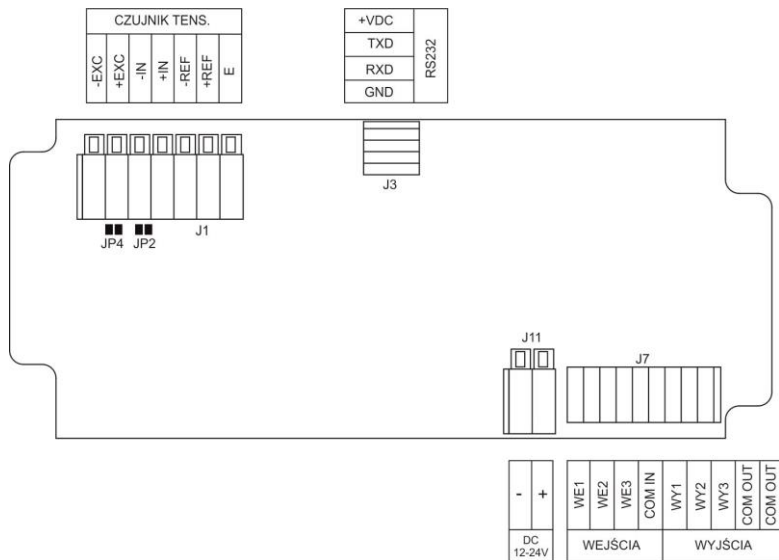 CZUJNIK TENS.
-EXC
+EXC
-IN
+IN
-REF
+REF
E
+VDC
TXD
RXD
GND
RS232
J3
JP4
JP2
J1
J11
J7
-
+
DC
12-24V
WE1
WE2
WE3
COM IN
WY1
WY2
WY3
COM OUT
COM OUT
WEJŚCIA
WYJŚCIA